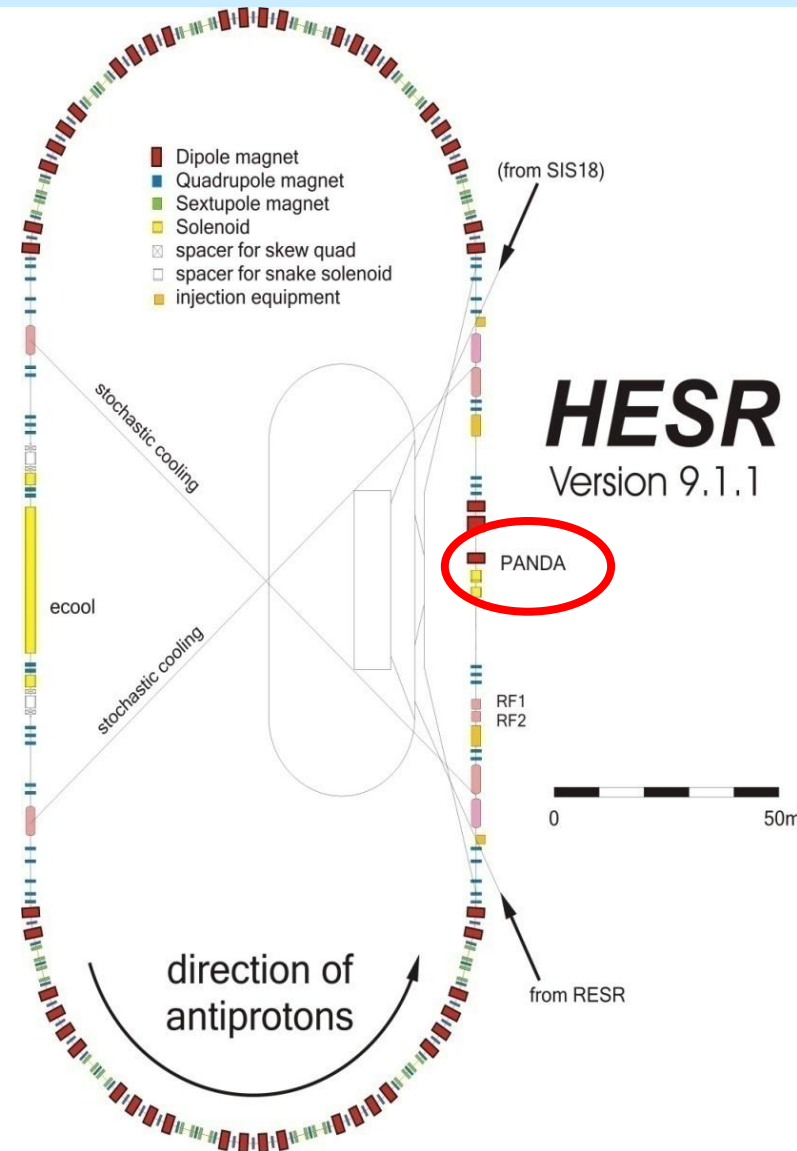 Dipole magnet
Quadrupole magnet
Sextupole magnet
Solenoid
spacer for skew quad
spacer for snake solenoid
injection equipment
(from SIS18)
stochastic cooling
HESR
Version 9.1.1
PANDA
ecool
stochastic cooling
RF1
RF2
0
50m
direction of
antiprotons
from RESR